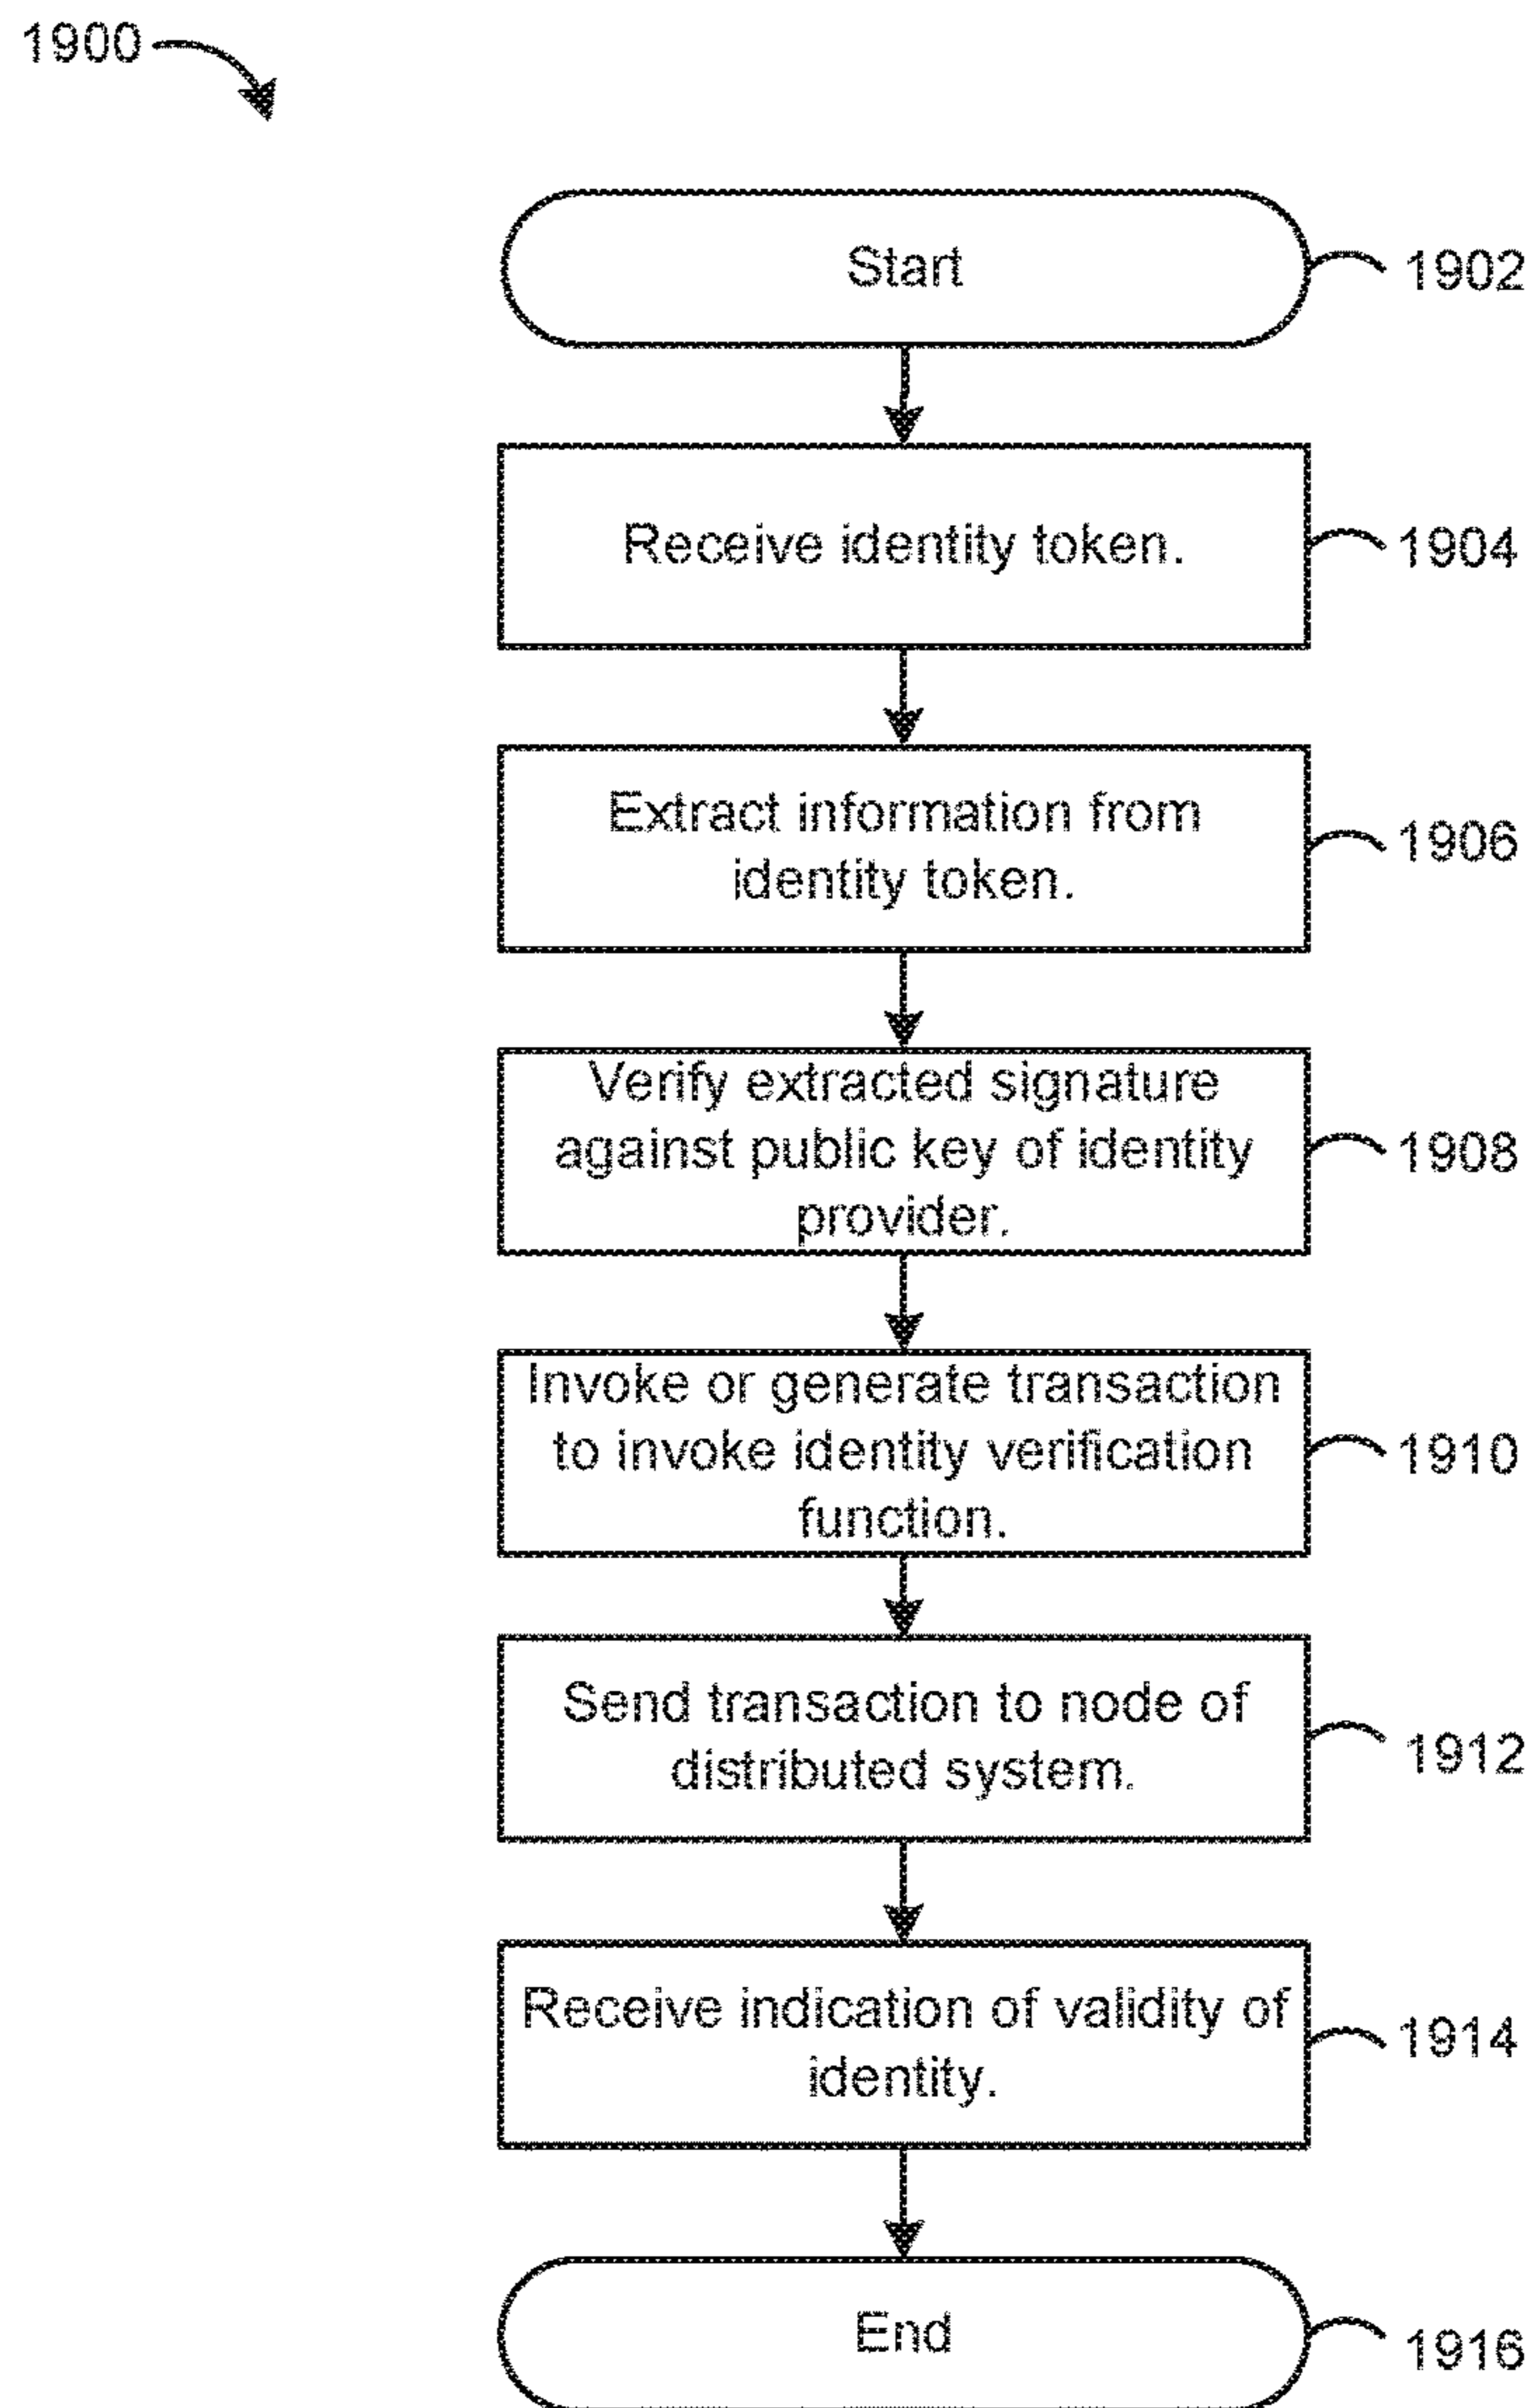 1900
Start
1902
Receive identity token.
1904
Extract information from
identity token.
1906
Verify extracted signature
against public key of identity
provider.
1908
Invoke or generate transaction
to invoke identity verification
function.
1910
Send transaction to node of
distributed system.
1912
Receive indication of validity of
identity.
1914
End
1916